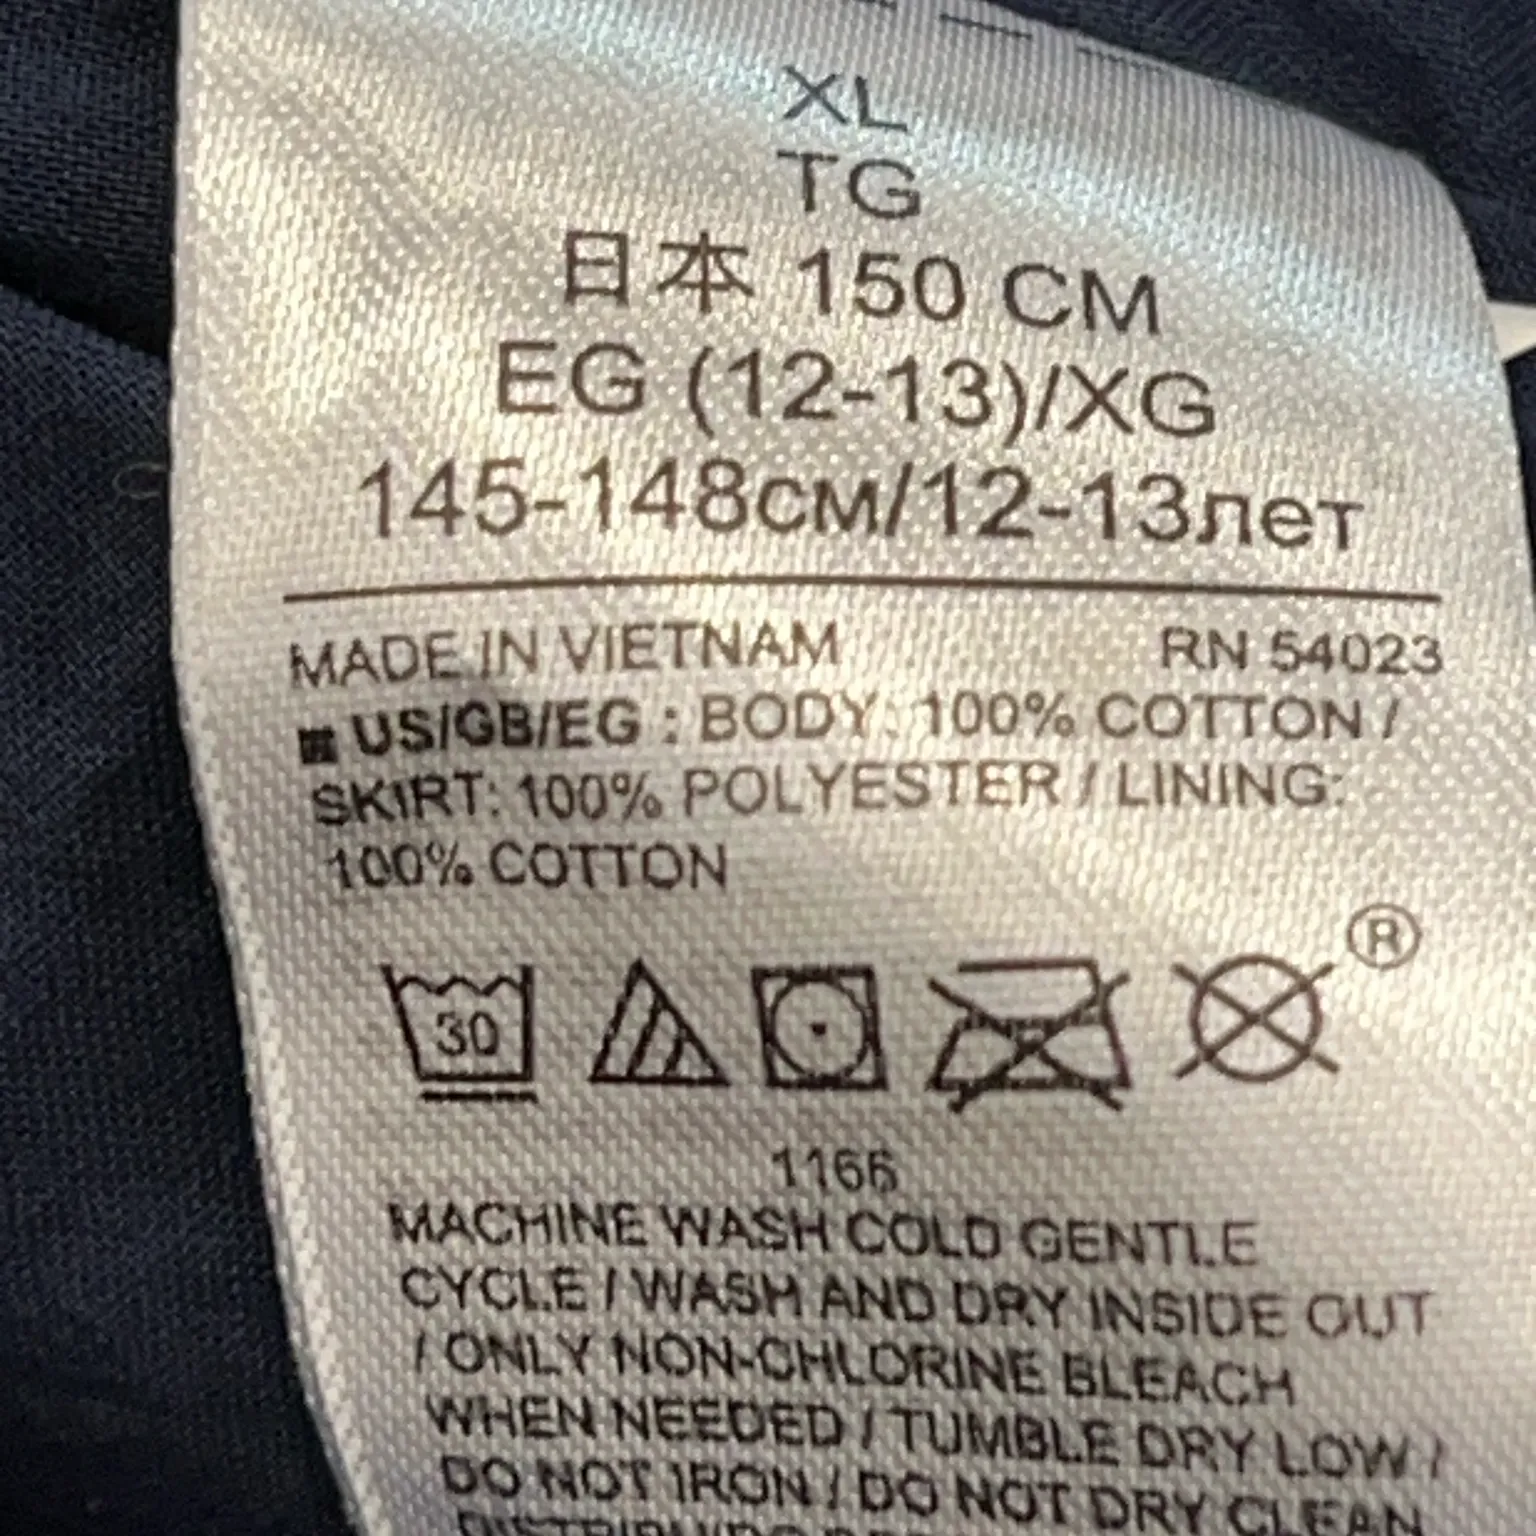 XL
TG
日本 150 CM
EG (12-13)/XG
145-148см/12-13лет
MADE IN VIETNAM RN 54023
■ US/GB/EG : BODY: 100% COTTON /
SKIRT: 100% POLYESTER / LINING:
100% COTTON
®
30
1166
MACHINE WASH COLD GENTLE
CYCLE / WASH AND DRY INSIDE OUT
/ ONLY NON-CHLORINE BLEACH
WHEN NEEDED / TUMBLE DRY LOW /
DO NOT IRON / DO NOT DRY CLEAN